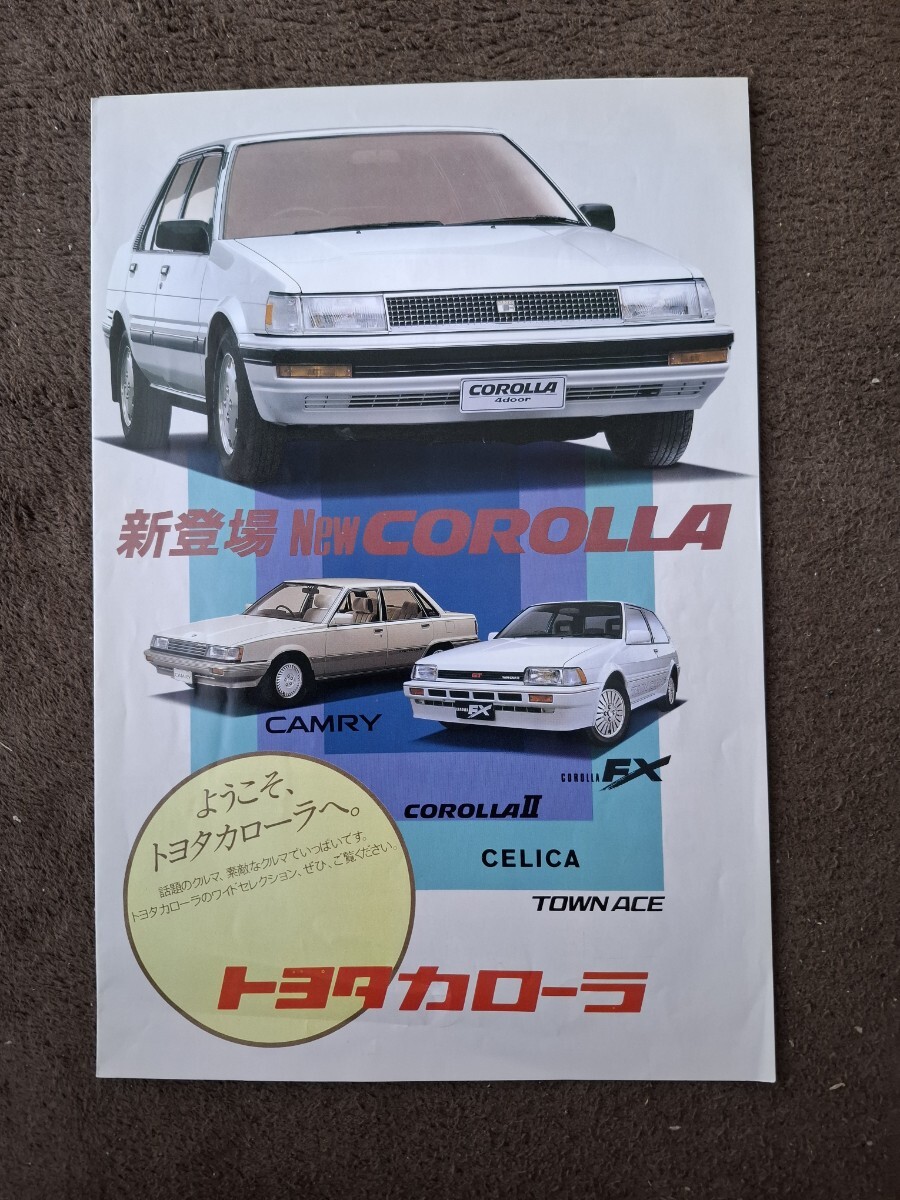 COROLLA
4door
新登場 New COROLLA
CAMRY
GT
CAMRY
FX
COROLLA FX
COROLLA II
CELICA
TOWN ACE
ようこそ、
トヨタカローラへ。
話題のクルマ、素敵なクルマでいっぱいです。
トヨタカローラのワイドセレクション、ぜひ、ご覧ください。
トヨタカローラ